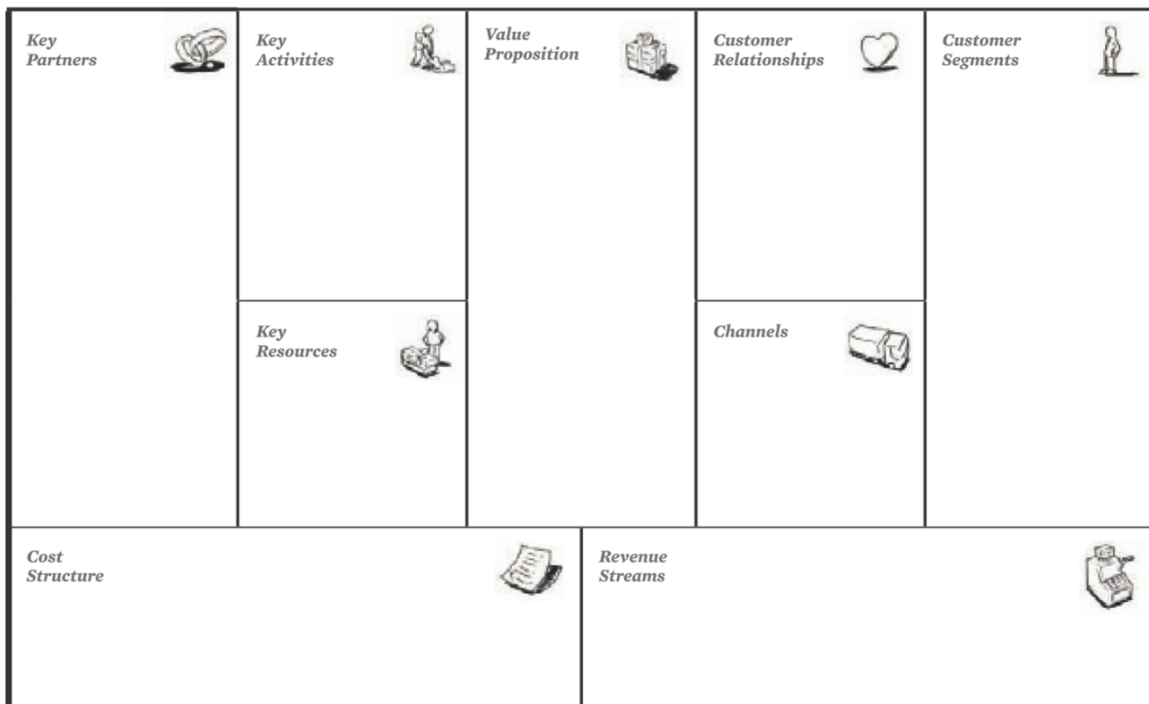 Key
Partners
Key
Activities
Value
Proposition
Customer
Relationships
Customer
Segments
Key
Resources
Channels
Cost
Structure
Revenue
Streams